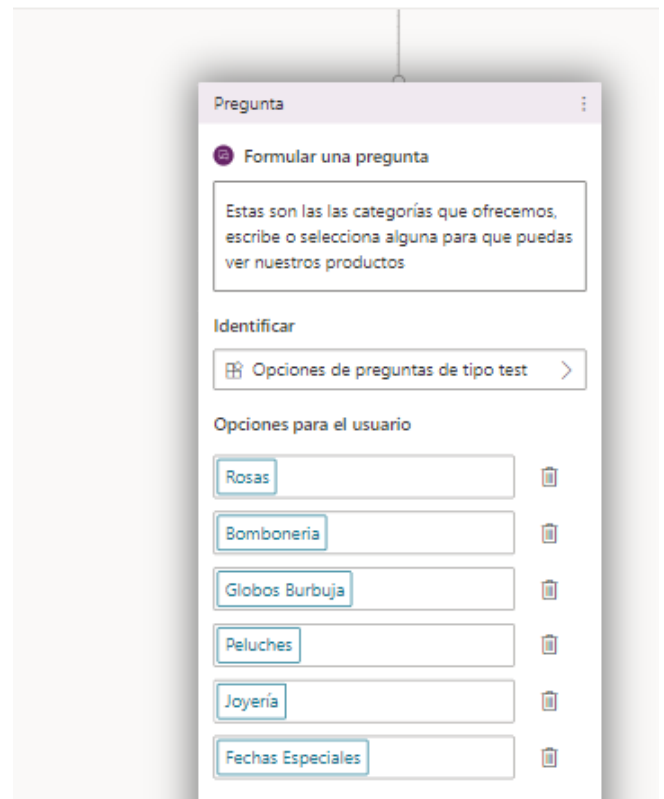 Pregunta
Formular una pregunta
Estas son las las categorías que ofrecemos,
escribe o selecciona alguna para que puedas
ver nuestros productos
Identificar
Opciones de preguntas de tipo test
Opciones para el usuario
Rosas
Bomboneria
Globos Burbuja
Peluches
Joyería
Fechas Especiales